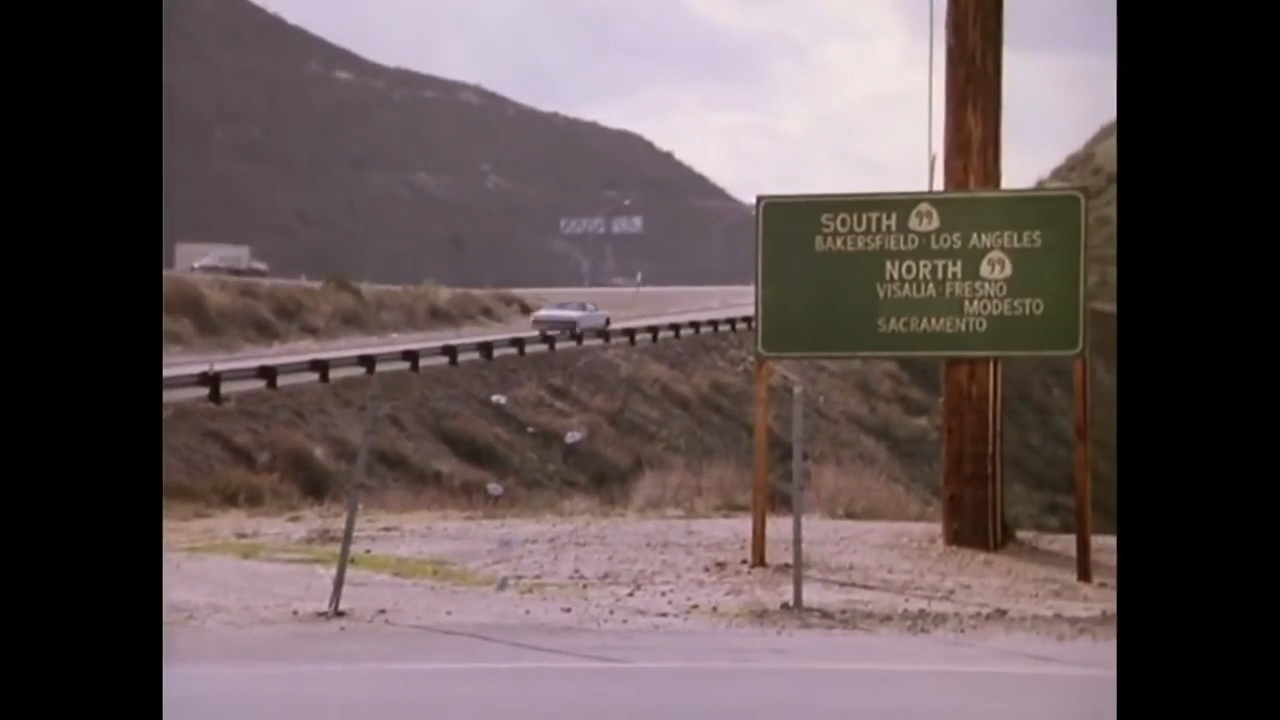 SOUTH 99
BAKERSFIELD · LOS ANGELES
NORTH 99
VISALIA · FRESNO
MODESTO
SACRAMENTO